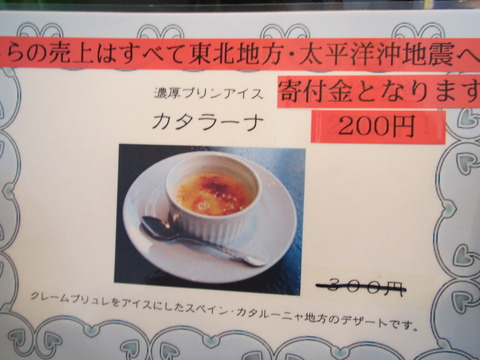 らの売上はすべて東北地方・太平洋沖地震へ
寄付金となります
濃厚プリンアイス
カタラーナ
200円
300円
クレームブリュレをアイスにしたスペイン・カタルーニャ地方のデザートです。